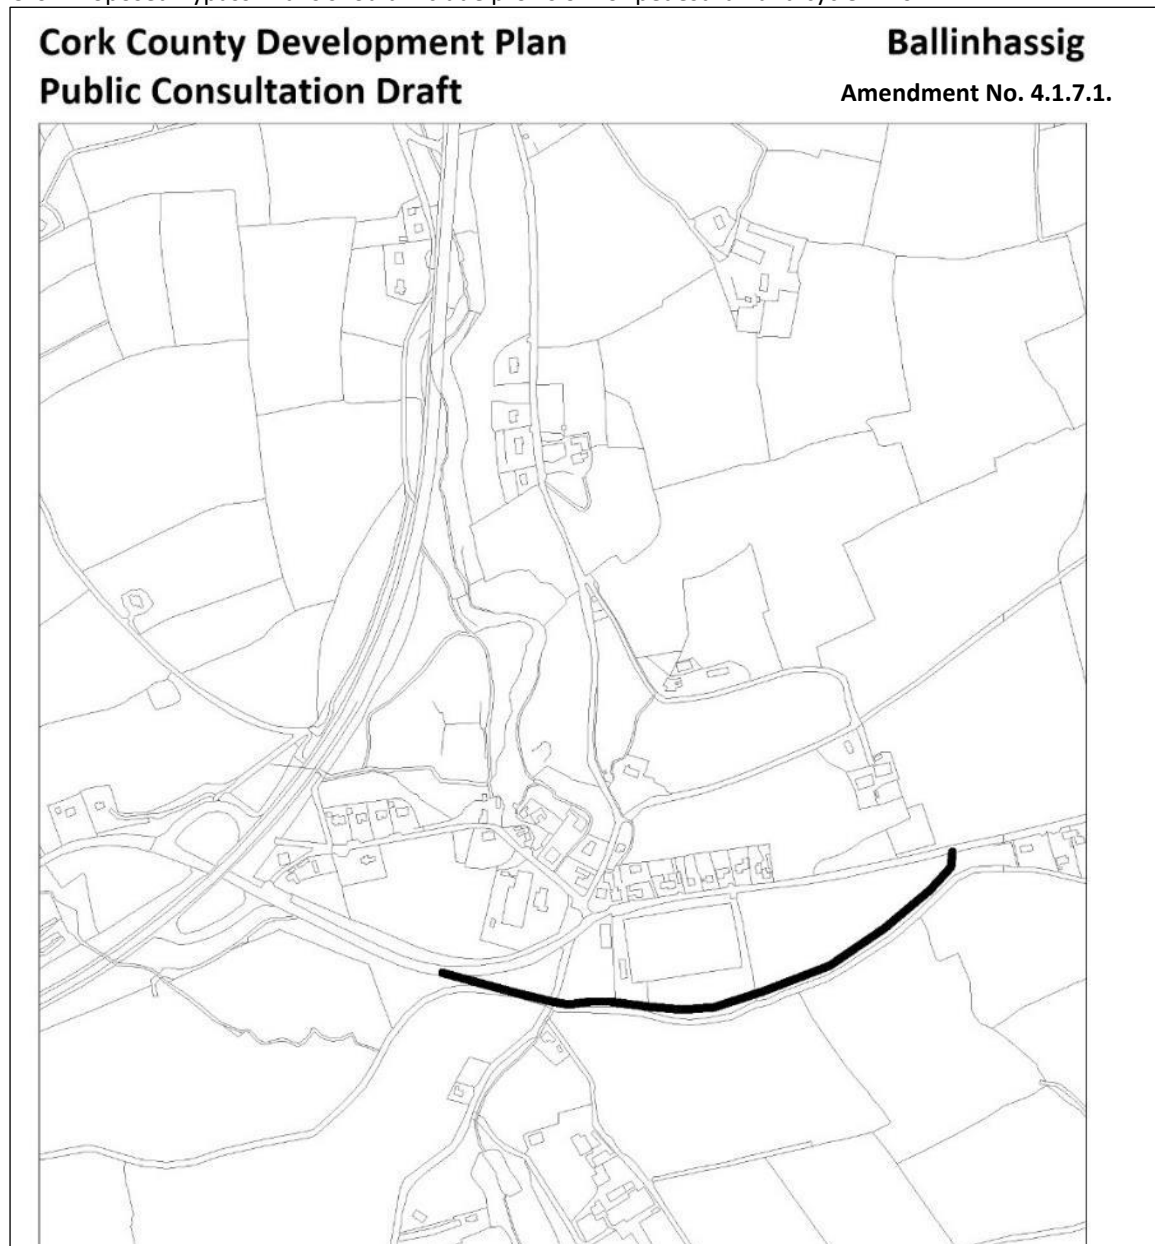 Cork County Development Plan
Ballinhassig
Public Consultation Draft
Amendment No. 4.1.7.1.